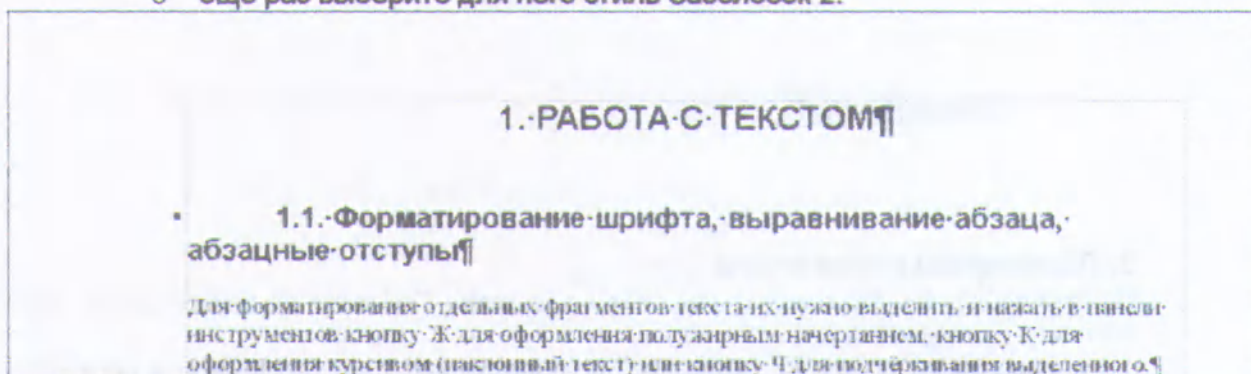 еще раз выберите для него стиль Заголовок 2.
1.·РАБОТА·С·ТЕКСТОМ¶
1.1.·Форматирование·шрифта,·выравнивание·абзаца,·
абзацные·отступы¶
Для·форматирования·отдельных·фрагментов·текста·их·нужно·выделить·и·нажать·в·панели·
инструментов·кнопку·Ж·для·оформления·полужирным·начертанием,·кнопку·К·для·
оформления·курсивом·(наклонный·текст)·или·кнопку·Ч·для·подчёркивания·выделенного.¶